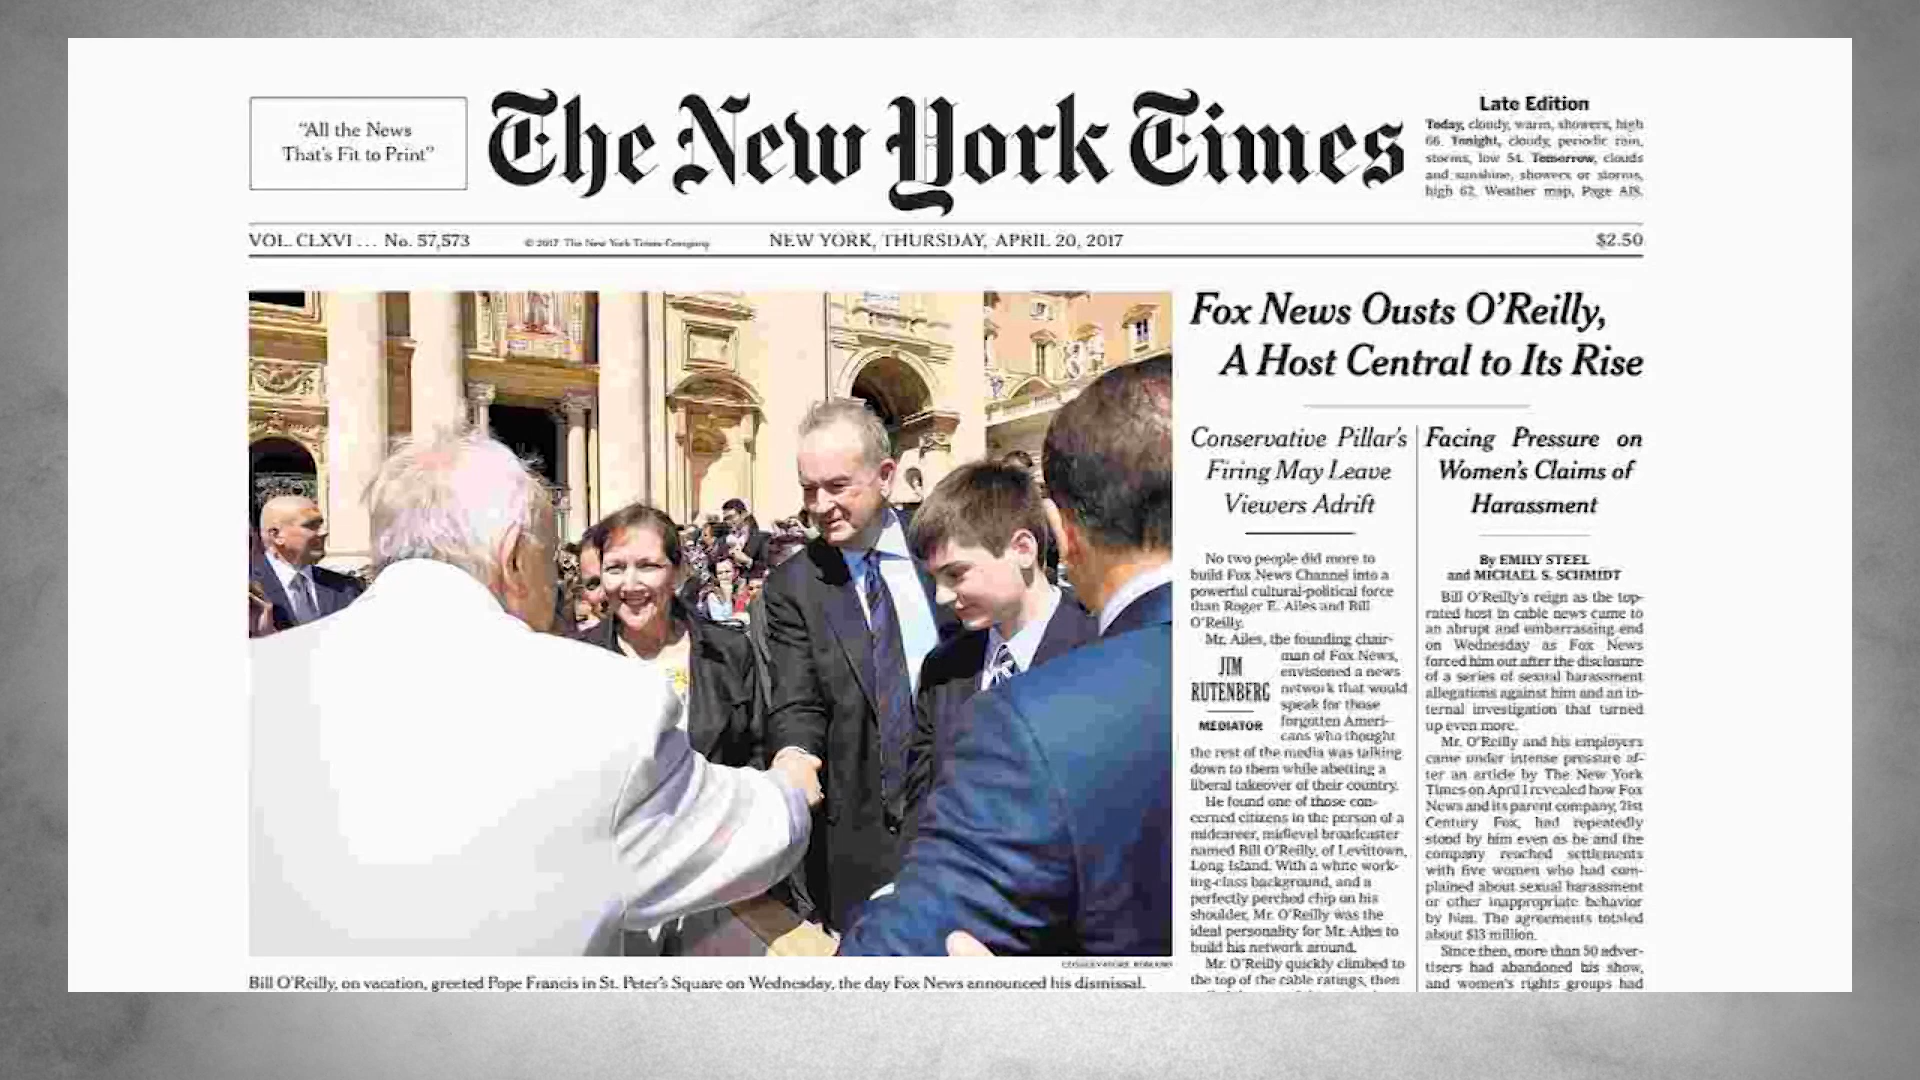 “All the News
That’s Fit to Print”
The New York Times
Late Edition
Today, cloudy, warm, showers, high
66. Tonight, cloudy, periodic rain,
storms, low 54. Tomorrow, clouds
and sunshine, showers or storms,
high 62. Weather map, Page A18.
VOL. CLXVI . . . No. 57,573
© 2017 The New York Times Company
NEW YORK, THURSDAY, APRIL 20, 2017
$2.50
Fox News Ousts O’Reilly,
A Host Central to Its Rise
Conservative Pillar’s
Firing May Leave
Viewers Adrift
No two people did more to
build Fox News Channel into a
powerful cultural-political force
than Roger E. Ailes and Bill
O’Reilly.
Mr. Ailes, the founding chair-
man of Fox News,
envisioned a news
network that would
speak for those
forgotten Ameri-
cans who thought
JIM
RUTENBERG
MEDIATOR
the rest of the media was talking
down to them while abetting a
liberal takeover of their country.
He found one of those con-
cerned citizens in the person of a
midcareer, midlevel broadcaster
named Bill O’Reilly, of Levittown,
Long Island. With a white work-
ing-class background, and a
perfectly perched chip on his
shoulder, Mr. O’Reilly was the
ideal personality for Mr. Ailes to
build his network around.
Mr. O’Reilly quickly climbed to
the top of the cable ratings, then
Facing Pressure on
Women’s Claims of
Harassment
By EMILY STEEL
and MICHAEL S. SCHMIDT
Bill O’Reilly’s reign as the top-
rated host in cable news came to
an abrupt and embarrassing end
on Wednesday as Fox News
forced him out after the disclosure
of a series of sexual harassment
allegations against him and an in-
ternal investigation that turned
up even more.
Mr. O’Reilly and his employers
came under intense pressure af-
ter an article by The New York
Times on April 1 revealed how Fox
News and its parent company, 21st
Century Fox, had repeatedly
stood by him even as he and the
company reached settlements
with five women who had com-
plained about sexual harassment
or other inappropriate behavior
by him. The agreements totaled
about $13 million.
Since then, more than 50 adver-
tisers had abandoned his show,
and women’s rights groups had
Bill O’Reilly, on vacation, greeted Pope Francis in St. Peter’s Square on Wednesday, the day Fox News announced his dismissal.